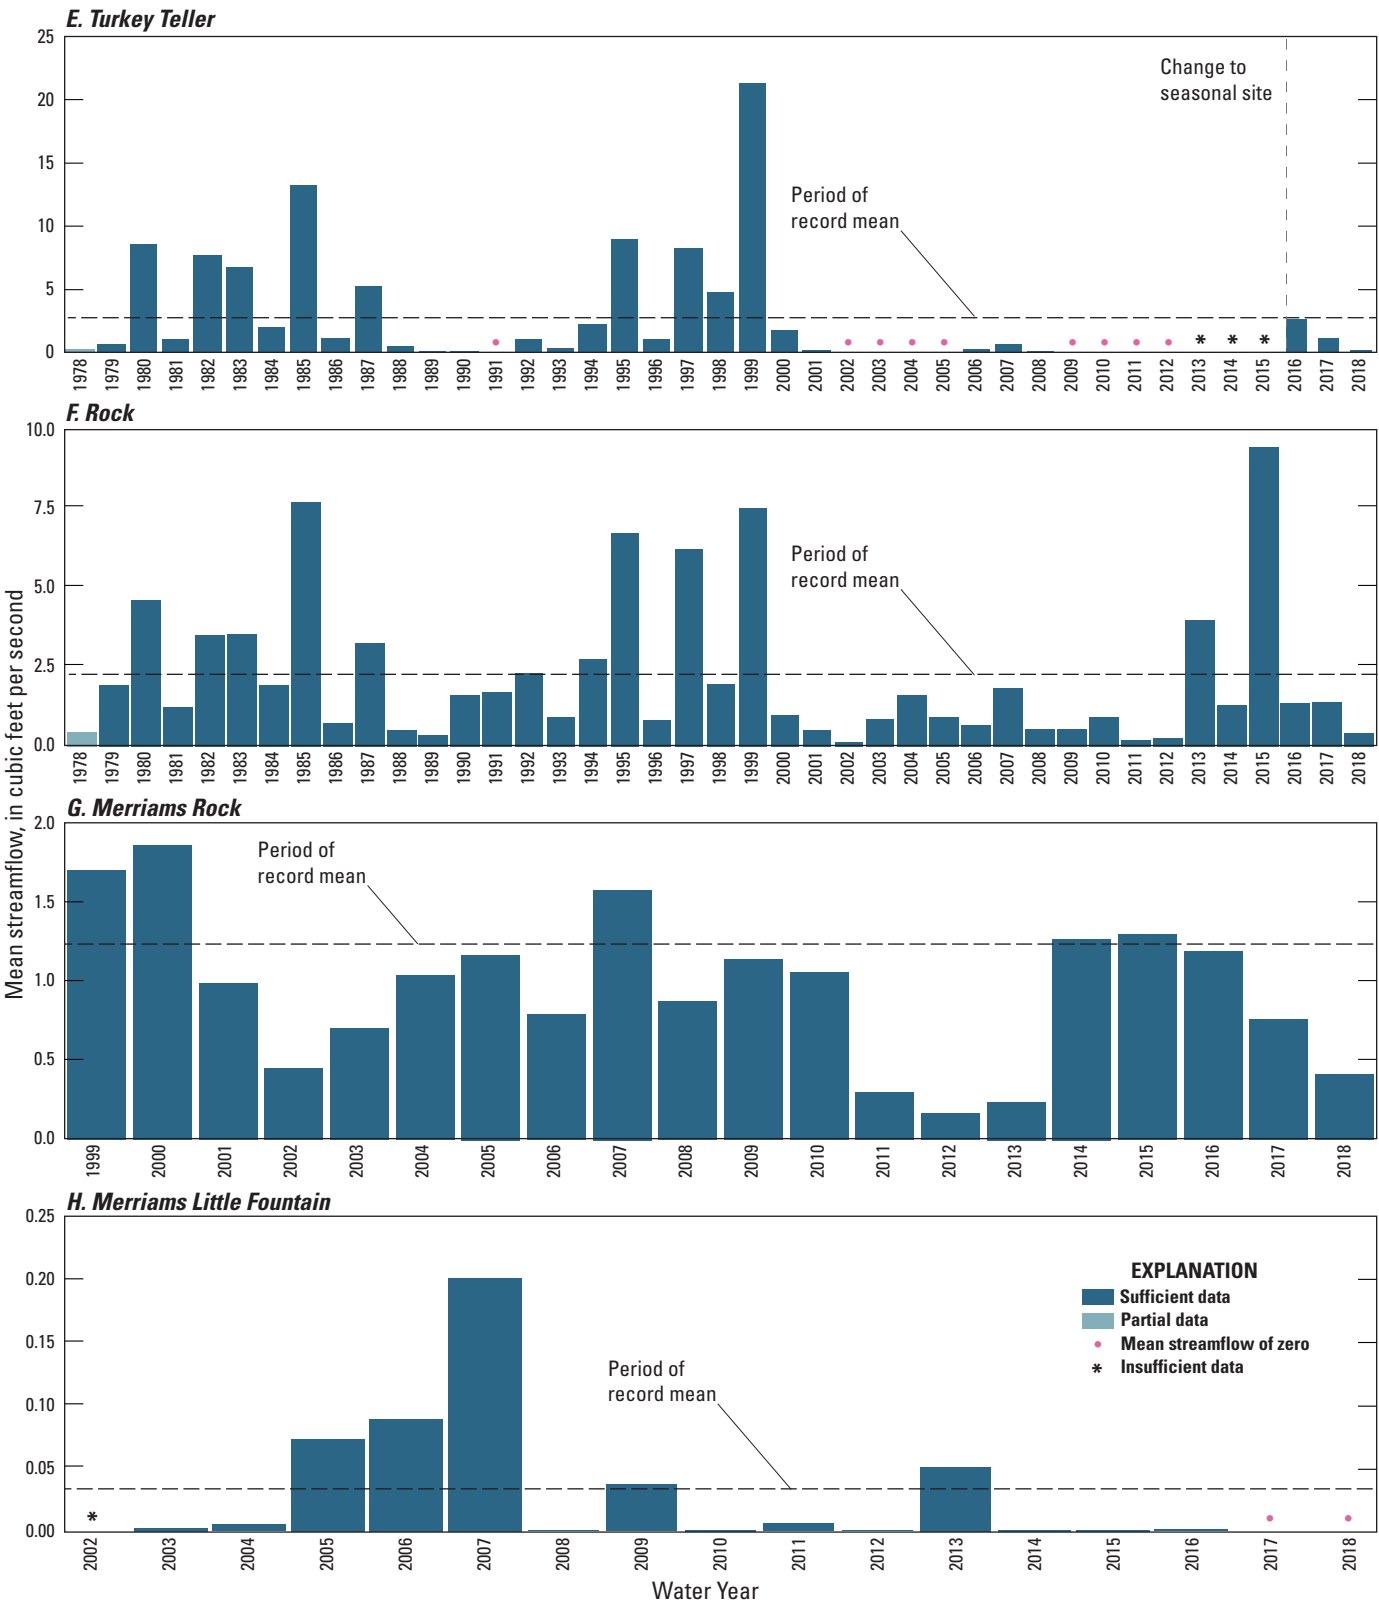 E. Turkey Teller
25
20
15
10
5
0
Change to
seasonal site
Period of
record mean
* * *
1978 1979 1980 1981 1982 1983 1984 1985 1986 1987 1988 1989 1990 1991 1992 1993 1994 1995 1996 1997 1998 1999 2000 2001 2002 2003 2004 2005 2006 2007 2008 2009 2010 2011 2012 2013 2014 2015 2016 2017 2018
F. Rock
10.0
7.5
5.0
2.5
0.0
Period of
record mean
1978 1979 1980 1981 1982 1983 1984 1985 1986 1987 1988 1989 1990 1991 1992 1993 1994 1995 1996 1997 1998 1999 2000 2001 2002 2003 2004 2005 2006 2007 2008 2009 2010 2011 2012 2013 2014 2015 2016 2017 2018
Mean streamflow, in cubic feet per second
G. Merriams Rock
2.0
1.5
1.0
0.5
0.0
Period of
record mean
1999 2000 2001 2002 2003 2004 2005 2006 2007 2008 2009 2010 2011 2012 2013 2014 2015 2016 2017 2018
H. Merriams Little Fountain
0.25
0.20
0.15
0.10
0.05
0.00
Period of
record mean
EXPLANATION
Sufficient data
Partial data
Mean streamflow of zero
* Insufficient data
*
2002 2003 2004 2005 2006 2007 2008 2009 2010 2011 2012 2013 2014 2015 2016 2017 2018
Water Year